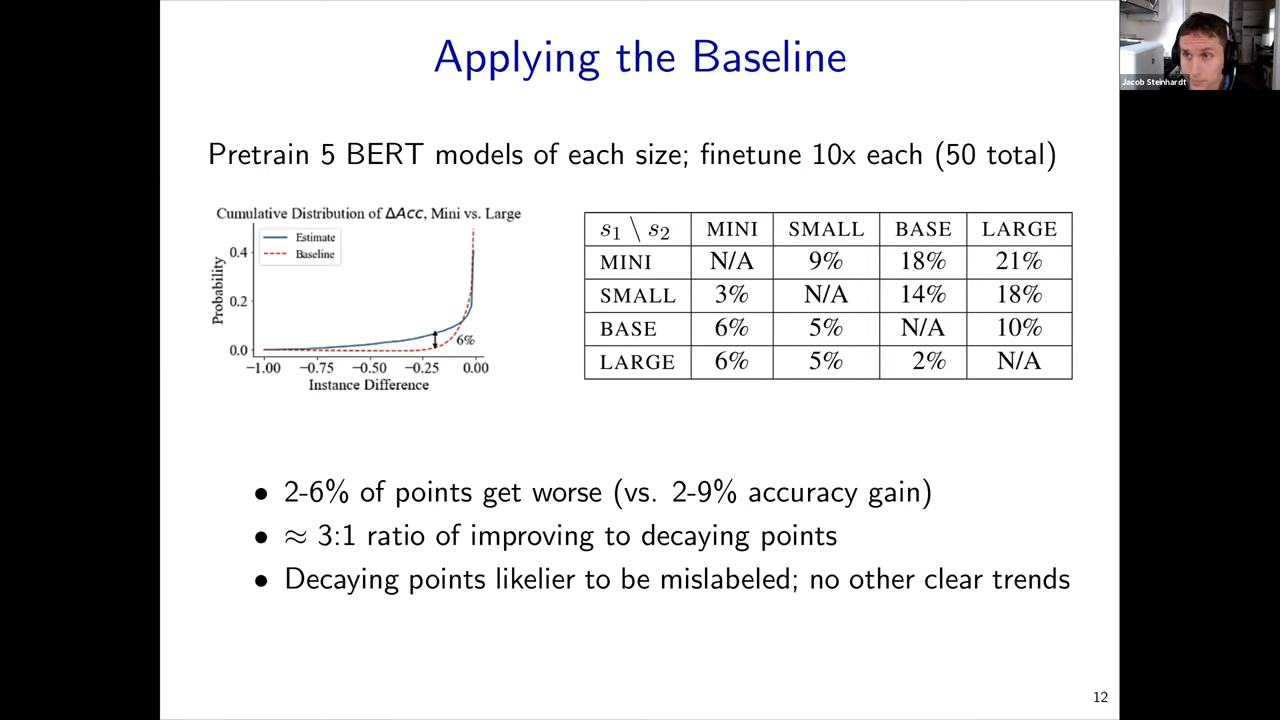 Applying the Baseline
Jacob Steinhardt
Pretrain 5 BERT models of each size; finetune 10x each (50 total)
Cumulative Distribution of ΔAcc, Mini vs. Large
Estimate
Baseline
Probability
0.4
0.2
0.0
6%
−1.00 −0.75 −0.50 −0.25 0.00
Instance Difference
s₁ \ s₂ MINI SMALL BASE LARGE
MINI N/A 9% 18% 21%
SMALL 3% N/A 14% 18%
BASE 6% 5% N/A 10%
LARGE 6% 5% 2% N/A
• 2-6% of points get worse (vs. 2-9% accuracy gain)
• ≈ 3:1 ratio of improving to decaying points
• Decaying points likelier to be mislabeled; no other clear trends
12